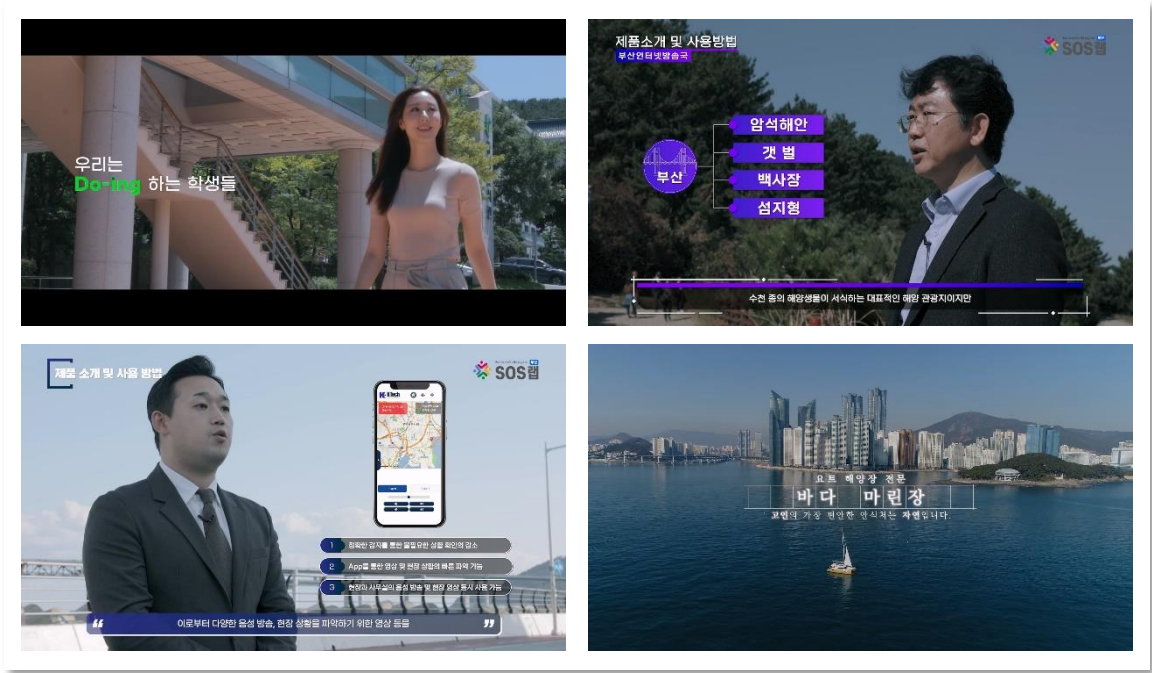 우리는
Do-ing 하는 학생들
제품소개 및 사용방법
부산인터넷방송국
SOS랩
부산
암석해안
갯 벌
백사장
섬지형
수천 종의 해양생물이 서식하는 대표적인 해양 관광지이지만
제품 소개 및 사용 방법
SOS랩
1 정확한 감지를 통한 불필요한 상황 확인의 감소
2 App을 통한 영상 및 현장 상황의 빠른 파악 가능
3 현장과 사무실의 음성 방송 및 현장 영상 동시 사용 가능
“ 이로부터 다양한 음성 방송, 현장 상황을 파악하기 위한 영상 등을 ”
요트 해양장 전문
바다 마린장
고인의 가장 편안한 안식처는 자연입니다.